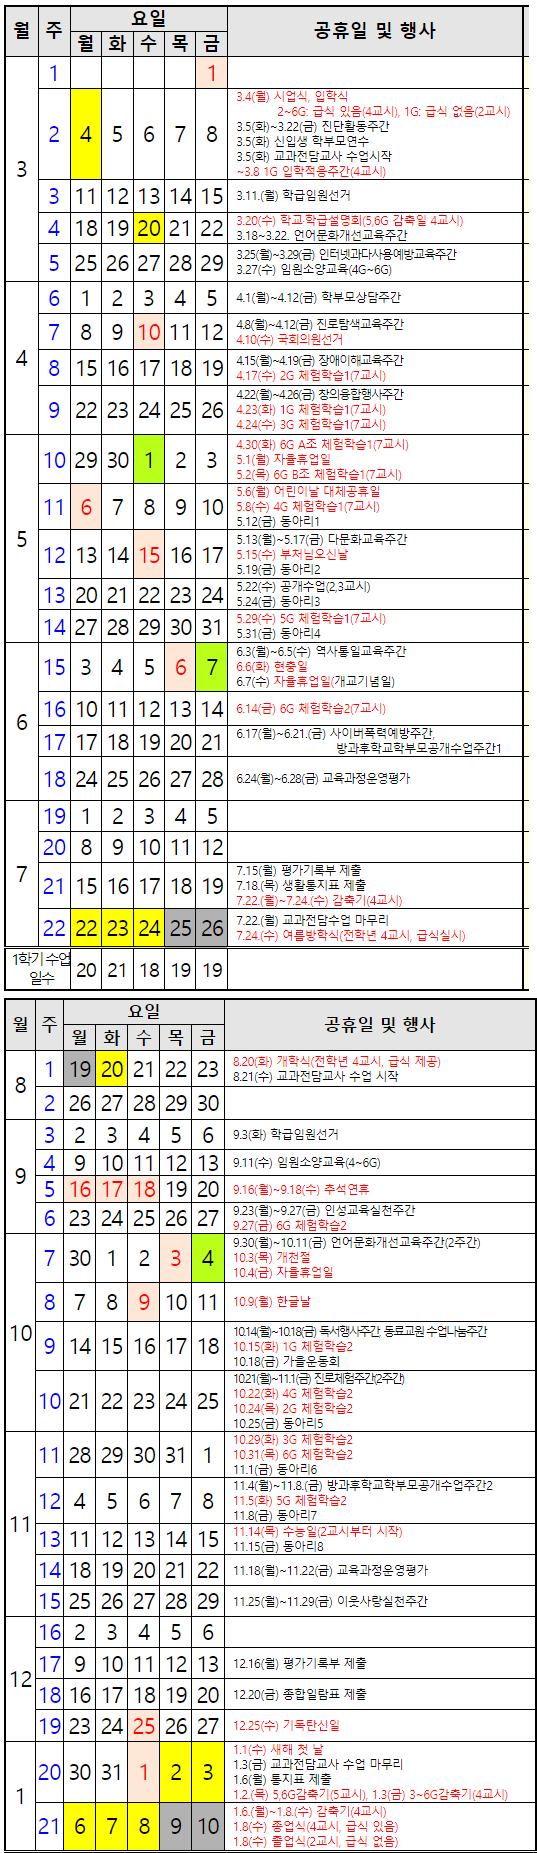 월 주 요일 공휴일 및 행사
월 화 수 목 금
3
1 1
2 4 5 6 7 8
3.4(월) 시업식, 입학식
2~6G: 급식 있음(4교시), 1G: 급식 없음(2교시)
3.5(화)~3.22(금) 진단활동주간
3.5(화) 신입생 학부모연수
3.5(화) 교과전담교사 수업시작
~3.8 1G 입학적응주간(4교시)
3 11 12 13 14 15 3.11.(월) 학급임원선거
4 18 19 20 21 22
3.20(수) 학교·학급설명회(5,6G 감축일 4교시)
3.18~3.22. 언어문화개선교육주간
5 25 26 27 28 29
3.25(월)~3.29(금) 인터넷과다사용예방교육주간
3.27(수) 임원소양교육(4G~6G)
4
6 1 2 3 4 5 4.1(월)~4.12(금) 학부모상담주간
7 8 9 10 11 12
4.8(월)~4.12(금) 진로탐색교육주간
4.10(수) 국회의원선거
8 15 16 17 18 19
4.15(월)~4.19(금) 장애이해교육주간
4.17(수) 2G 체험학습1(7교시)
9 22 23 24 25 26
4.22(월)~4.26(금) 창의융합행사주간
4.23(화) 1G 체험학습1(7교시)
4.24(수) 3G 체험학습1(7교시)
5
10 29 30 1 2 3
4.30(화) 6G A조 체험학습1(7교시)
5.1(월) 자율휴업일
5.2(목) 6G B조 체험학습1(7교시)
11 6 7 8 9 10
5.6(월) 어린이날 대체공휴일
5.8(수) 4G 체험학습1(7교시)
5.12(금) 동아리1
12 13 14 15 16 17
5.13(월)~5.17(금) 다문화교육주간
5.15(수) 부처님오신날
5.19(금) 동아리2
13 20 21 22 23 24
5.22(수) 공개수업(2,3교시)
5.24(금) 동아리3
14 27 28 29 30 31
5.29(수) 5G 체험학습1(7교시)
5.31(금) 동아리4
6
15 3 4 5 6 7
6.3(월)~6.5(수) 역사통일교육주간
6.6(화) 현충일
6.7(수) 자율휴업일(개교기념일)
16 10 11 12 13 14 6.14(금) 6G 체험학습2(7교시)
17 17 18 19 20 21
6.17(월)~6.21.(금) 사이버폭력예방주간,
방과후학교학부모공개수업주간1
18 24 25 26 27 28 6.24(월)~6.28(금) 교육과정운영평가
7
19 1 2 3 4 5
20 8 9 10 11 12
21 15 16 17 18 19
7.15(월) 평가기록부 제출
7.18.(목) 생활통지표 제출
7.22.(월)~7.24.(수) 감축기(4교시)
22 22 23 24 25 26
7.22.(월) 교과전담수업 마무리
7.24.(수) 여름방학식(전학년 4교시, 급식실시)
1학기 수업
일수 20 21 18 19 19
월 주 요일 공휴일 및 행사
월 화 수 목 금
8
1 19 20 21 22 23
8.20(화) 개학식(전학년 4교시, 급식 제공)
8.21(수) 교과전담교사 수업 시작
2 26 27 28 29 30
9
3 2 3 4 5 6 9.3(화) 학급임원선거
4 9 10 11 12 13 9.11(수) 임원소양교육(4~6G)
5 16 17 18 19 20 9.16(월)~9.18(수) 추석연휴
6 23 24 25 26 27
9.23(월)~9.27(금) 인성교육실천주간
9.27(금) 6G 체험학습2
10
7 30 1 2 3 4
9.30(월)~10.11(금) 언어문화개선교육주간(2주간)
10.3(목) 개천절
10.4(금) 자율휴업일
8 7 8 9 10 11 10.9(월) 한글날
9 14 15 16 17 18
10.14(월)~10.18(금) 독서행사주간, 동료교원 수업나눔주간
10.15(화) 1G 체험학습2
10.18(금) 가을운동회
10 21 22 23 24 25
10.21(월)~11.1(금) 진로체험주간(2주간)
10.22(화) 4G 체험학습2
10.24(목) 2G 체험학습2
10.25(금) 동아리5
11
11 28 29 30 31 1
10.29(화) 3G 체험학습2
10.31(목) 6G 체험학습2
11.1(금) 동아리6
12 4 5 6 7 8
11.4(월)~11.8.(금) 방과후학교학부모공개수업주간2
11.5(화) 5G 체험학습2
11.8(금) 동아리7
13 11 12 13 14 15
11.14(목) 수능일(2교시부터 시작)
11.15(금) 동아리8
14 18 19 20 21 22 11.18(월)~11.22(금) 교육과정운영평가
15 25 26 27 28 29 11.25(월)~11.29(금) 이웃사랑실천주간
12
16 2 3 4 5 6
17 9 10 11 12 13 12.16(월) 평가기록부 제출
18 16 17 18 19 20 12.20(금) 종합일람표 제출
19 23 24 25 26 27 12.25(수) 기독탄신일
1
20 30 31 1 2 3
1.1(수) 새해 첫 날
1.3(금) 교과전담교사 수업 마무리
1.6(월) 통지표 제출
1.2.(목) 5,6G감축기(5교시), 1.3(금) 3~6G감축기(4교시)
21 6 7 8 9 10
1.6.(월)~1.8.(수) 감축기(4교시)
1.8(수) 종업식(4교시, 급식 있음)
1.8(수) 졸업식(2교시, 급식 없음)